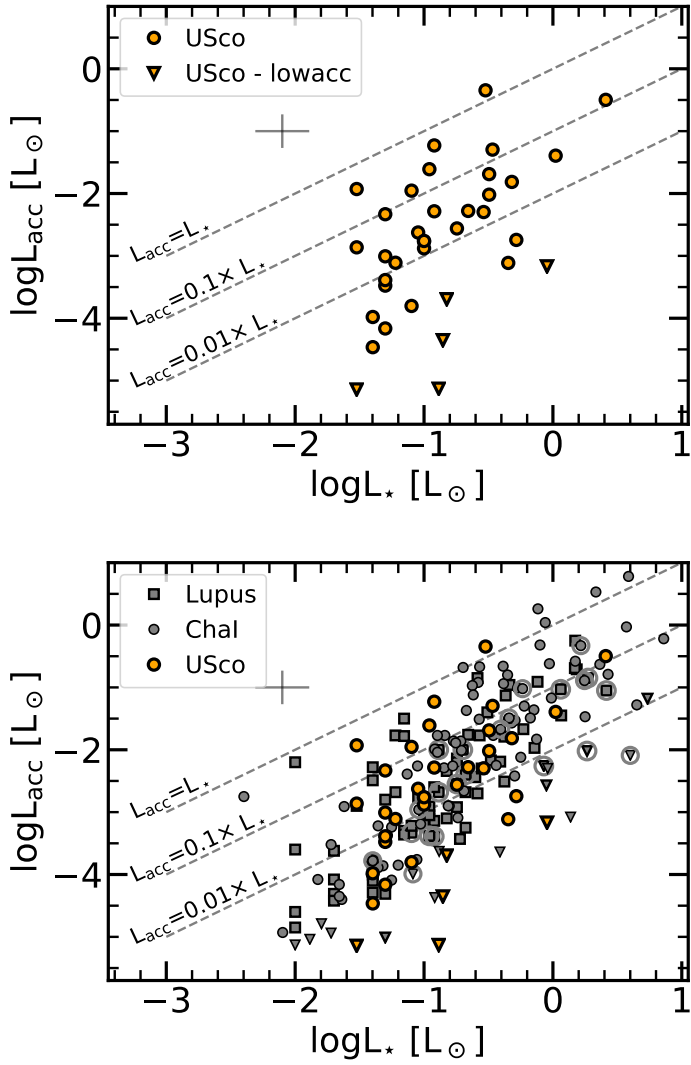 USco
USco - lowacc
logL_acc [L_⊙]
0
−2
−4
L_acc=L_⋆
L_acc=0.1× L_⋆
L_acc=0.01× L_⋆
−3 −2 −1 0 1
logL_⋆ [L_⊙]
Lupus
ChaI
USco
logL_acc [L_⊙]
0
−2
−4
L_acc=L_⋆
L_acc=0.1× L_⋆
L_acc=0.01× L_⋆
−3 −2 −1 0 1
logL_⋆ [L_⊙]